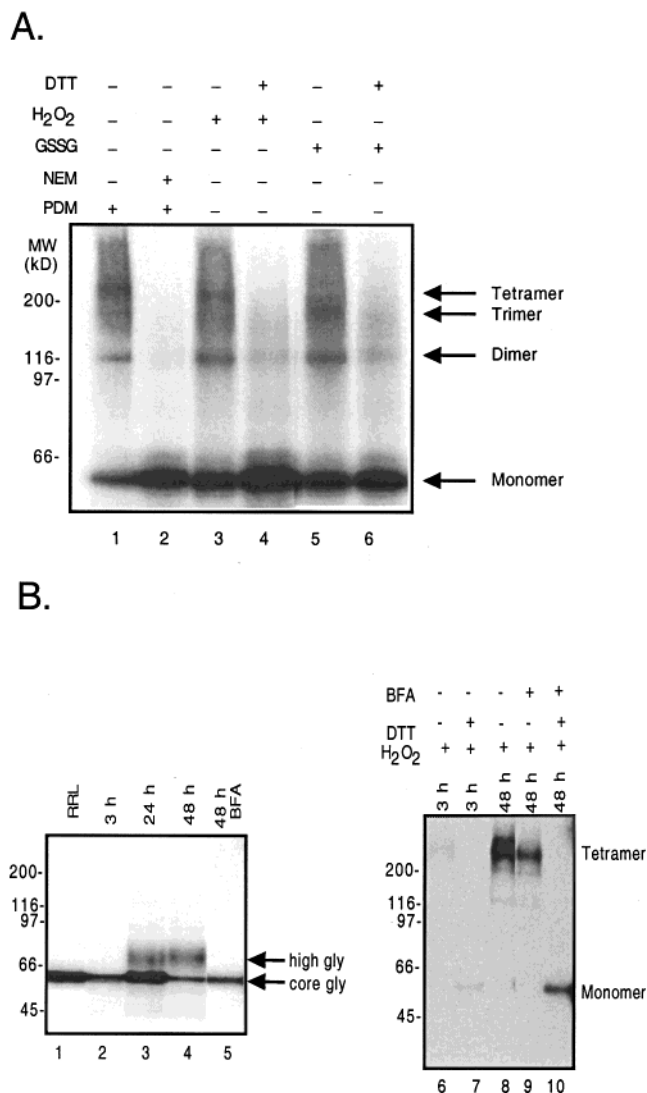 A.
DTT – – – + – +
H2O2 – – + + – –
GSSG – – – – + +
NEM – + – – – –
PDM + + – – – –
MW
(kD)
200-
116-
97-
66-
Tetramer
Trimer
Dimer
Monomer
1 2 3 4 5 6
B.
RRL
3 h
24 h
48 h
48 h
BFA
200-
116-
97-
66-
45-
high gly
core gly
1 2 3 4 5
BFA - - - + +
DTT - + - - +
H2O2 + + + + +
3 h
3 h
48 h
48 h
48 h
200-
116-
97-
66-
45-
Tetramer
Monomer
6 7 8 9 10